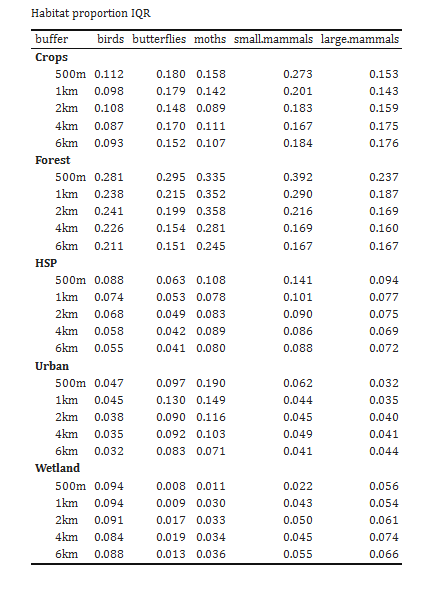 Habitat proportion IQR
buffer birds butterflies moths small.mammals large.mammals
Crops
500m 0.112 0.180 0.158 0.273 0.153
1km 0.098 0.179 0.142 0.201 0.143
2km 0.108 0.148 0.089 0.183 0.159
4km 0.087 0.170 0.111 0.167 0.175
6km 0.093 0.152 0.107 0.184 0.176
Forest
500m 0.281 0.295 0.335 0.392 0.237
1km 0.238 0.215 0.352 0.290 0.187
2km 0.241 0.199 0.358 0.216 0.169
4km 0.226 0.154 0.281 0.169 0.160
6km 0.211 0.151 0.245 0.167 0.167
HSP
500m 0.088 0.063 0.108 0.141 0.094
1km 0.074 0.053 0.078 0.101 0.077
2km 0.068 0.049 0.083 0.090 0.075
4km 0.058 0.042 0.089 0.086 0.069
6km 0.055 0.041 0.080 0.088 0.072
Urban
500m 0.047 0.097 0.190 0.062 0.032
1km 0.045 0.130 0.149 0.044 0.035
2km 0.038 0.090 0.116 0.045 0.040
4km 0.035 0.092 0.103 0.049 0.041
6km 0.032 0.083 0.071 0.041 0.044
Wetland
500m 0.094 0.008 0.011 0.022 0.056
1km 0.094 0.009 0.030 0.043 0.054
2km 0.091 0.017 0.033 0.050 0.061
4km 0.084 0.019 0.034 0.045 0.074
6km 0.088 0.013 0.036 0.055 0.066